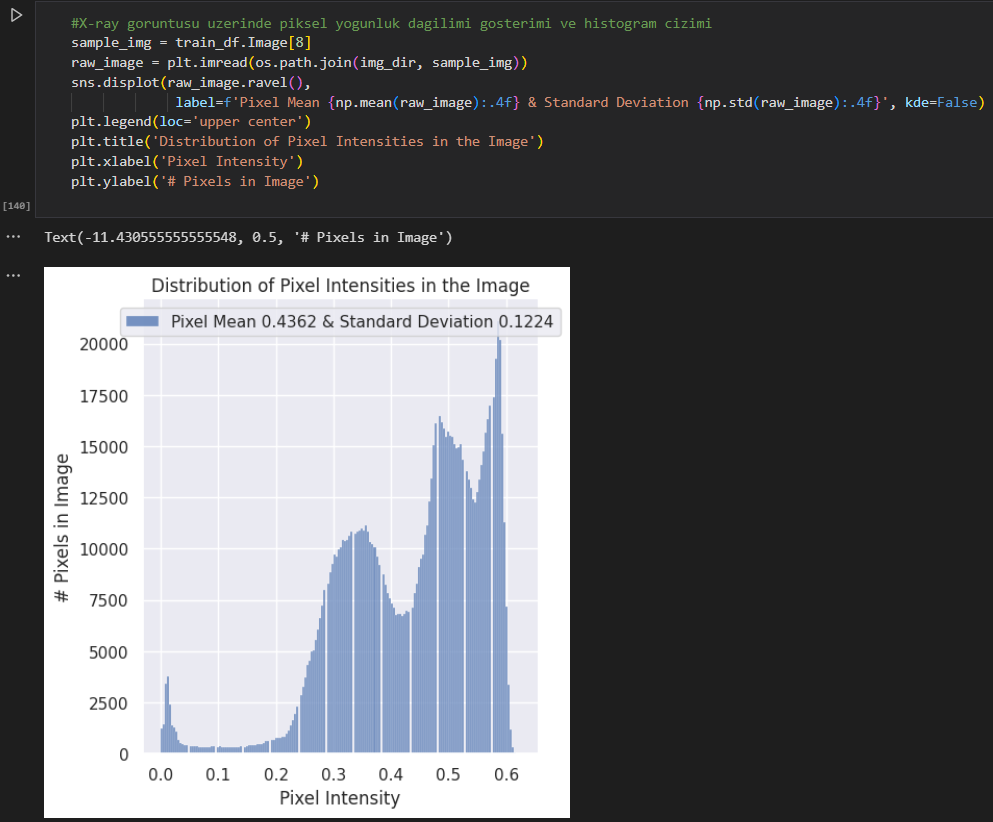 #X-ray goruntusu uzerinde piksel yogunluk dagilimi gosterimi ve histogram cizimi
sample_img = train_df.Image[8]
raw_image = plt.imread(os.path.join(img_dir, sample_img))
sns.displot(raw_image.ravel(),
label=f'Pixel Mean {np.mean(raw_image):.4f} & Standard Deviation {np.std(raw_image):.4f}', kde=False)
plt.legend(loc='upper center')
plt.title('Distribution of Pixel Intensities in the Image')
plt.xlabel('Pixel Intensity')
plt.ylabel('# Pixels in Image')
[140]
... Text(-11.430555555555548, 0.5, '# Pixels in Image')
...
Distribution of Pixel Intensities in the Image
Pixel Mean 0.4362 & Standard Deviation 0.1224
20000
17500
15000
12500
10000
7500
5000
2500
0
# Pixels in Image
0.0 0.1 0.2 0.3 0.4 0.5 0.6
Pixel Intensity